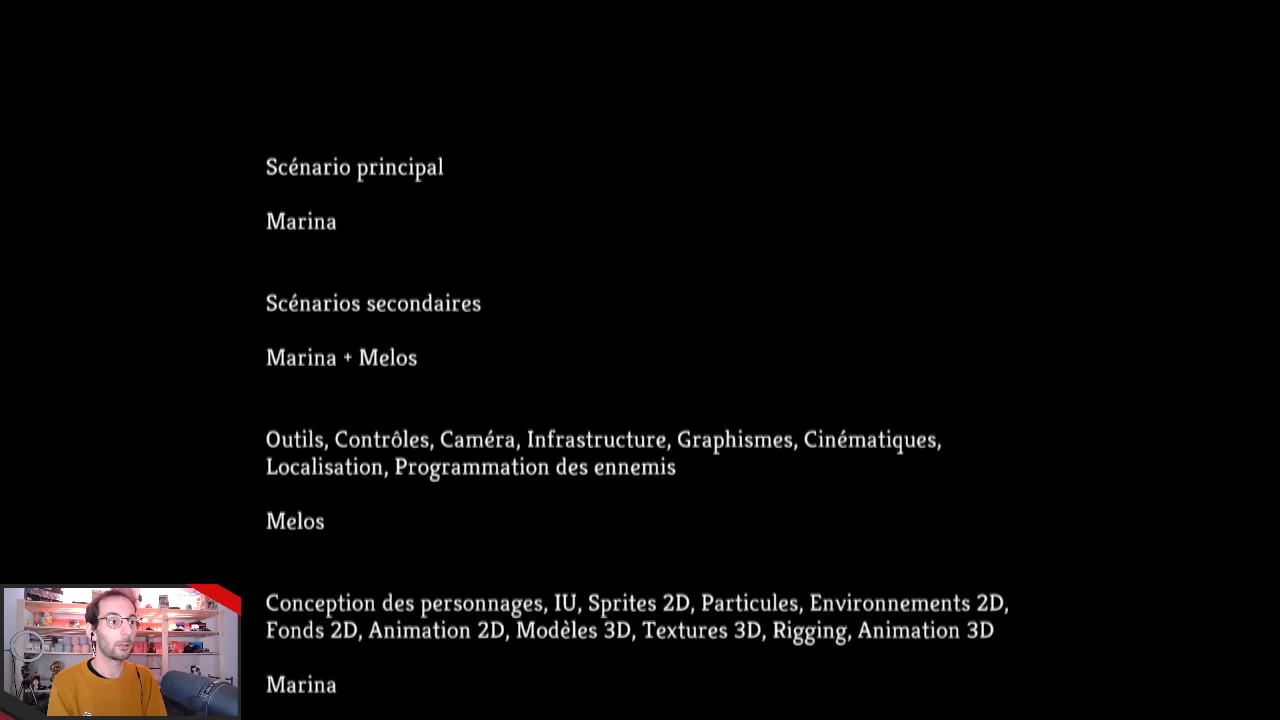 Scénario principal
Marina
Scénarios secondaires
Marina + Melos
Outils, Contrôles, Caméra, Infrastructure, Graphismes, Cinématiques,
Localisation, Programmation des ennemis
Melos
Conception des personnages, IU, Sprites 2D, Particules, Environnements 2D,
Fonds 2D, Animation 2D, Modèles 3D, Textures 3D, Rigging, Animation 3D
Marina